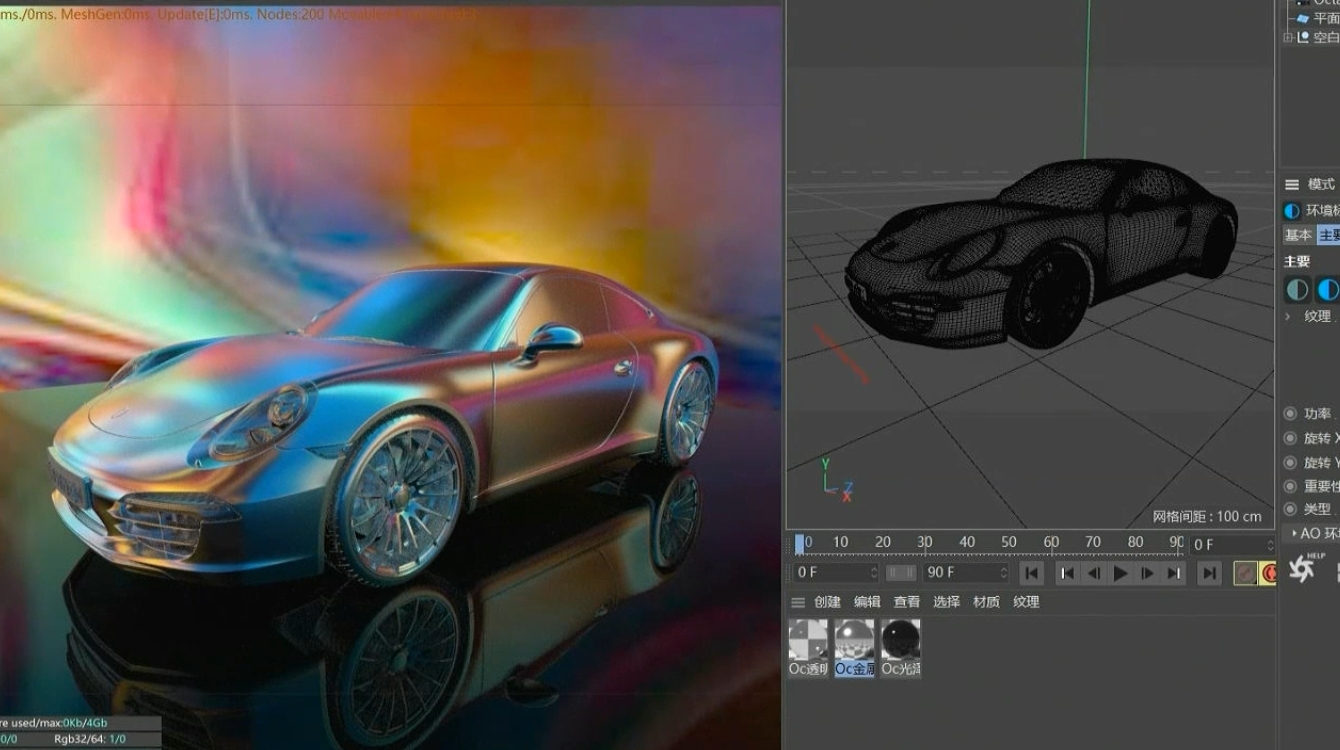 ms./0ms. MeshGen:0ms. Update[E]:0ms. Nodes:200
re used/max:0Kb/4Gb
0/0 Rgb32/64: 1/0
Y
Z
X
网格间距 : 100 cm
0 10 20 30 40 50 60 70 80 90
0 F
0 F 90 F
创建 编辑 查看 选择 材质 纹理
Oc透明 Oc金属 Oc光泽
平面
空白
模式
环境
基本 主要
主要
纹理
功率
旋转 X
旋转 Y
重要性
类型
AO 环
HELP